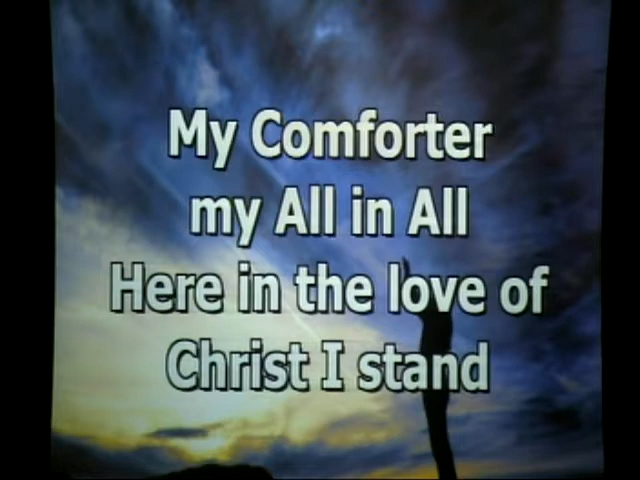 My Comforter
my All in All
Here in the love of
Christ I stand